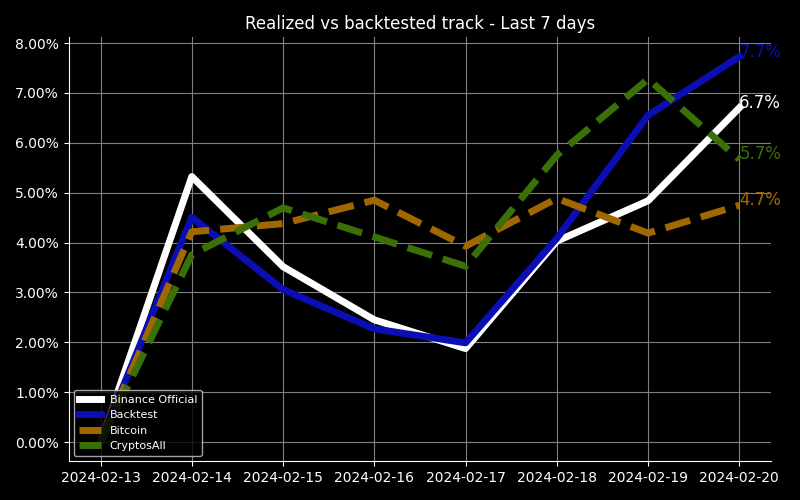 Realized vs backtested track - Last 7 days
8.00%
7.00%
6.00%
5.00%
4.00%
3.00%
2.00%
1.00%
0.00%
7.7%
6.7%
5.7%
4.7%
Binance Official
Backtest
Bitcoin
CryptosAll
2024-02-13 2024-02-14 2024-02-15 2024-02-16 2024-02-17 2024-02-18 2024-02-19 2024-02-20